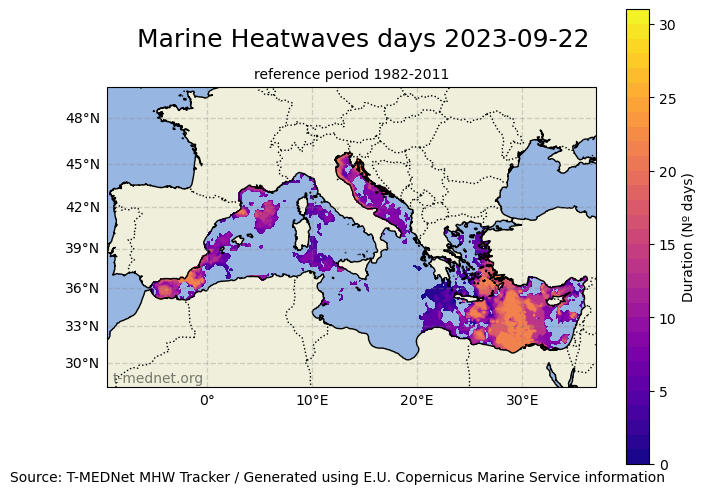 Marine Heatwaves days 2023-09-22
reference period 1982-2011
48°N
45°N
42°N
39°N
36°N
33°N
30°N
0°
10°E
20°E
30°E
t-mednet.org
30
25
20
15
10
5
0
Duration (Nº days)
Source: T-MEDNet MHW Tracker / Generated using E.U. Copernicus Marine Service information